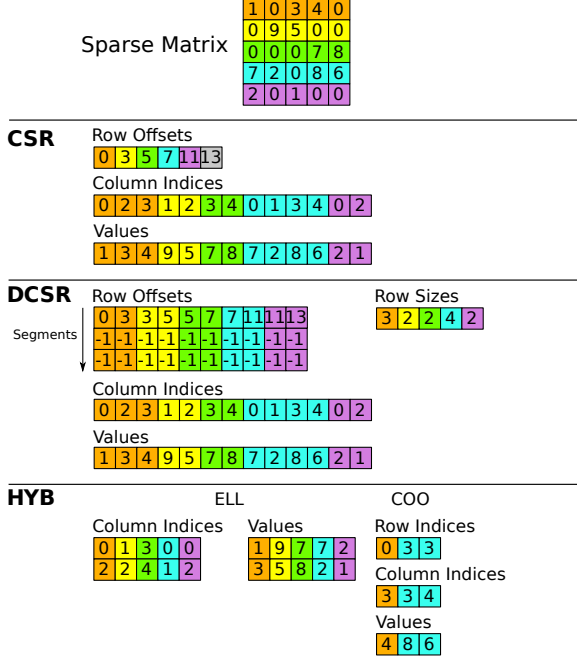 1 0 3 4 0
Sparse Matrix
0 9 5 0 0
0 0 0 7 8
7 2 0 8 6
2 0 1 0 0
CSR
Row Offsets
0 3 5 7 11 13
Column Indices
0 2 3 1 2 3 4 0 1 3 4 0 2
Values
1 3 4 9 5 7 8 7 2 8 6 2 1
DCSR
Row Offsets
Segments
0 3 3 5 5 7 7 11 11 13
-1 -1 -1 -1 -1 -1 -1 -1 -1 -1
-1 -1 -1 -1 -1 -1 -1 -1 -1 -1
Row Sizes
3 2 2 4 2
Column Indices
0 2 3 1 2 3 4 0 1 3 4 0 2
Values
1 3 4 9 5 7 8 7 2 8 6 2 1
HYB
ELL
Column Indices
0 1 3 0 0
2 2 4 1 2
Values
1 9 7 7 2
3 5 8 2 1
COO
Row Indices
0 3 3
Column Indices
3 3 4
Values
4 8 6